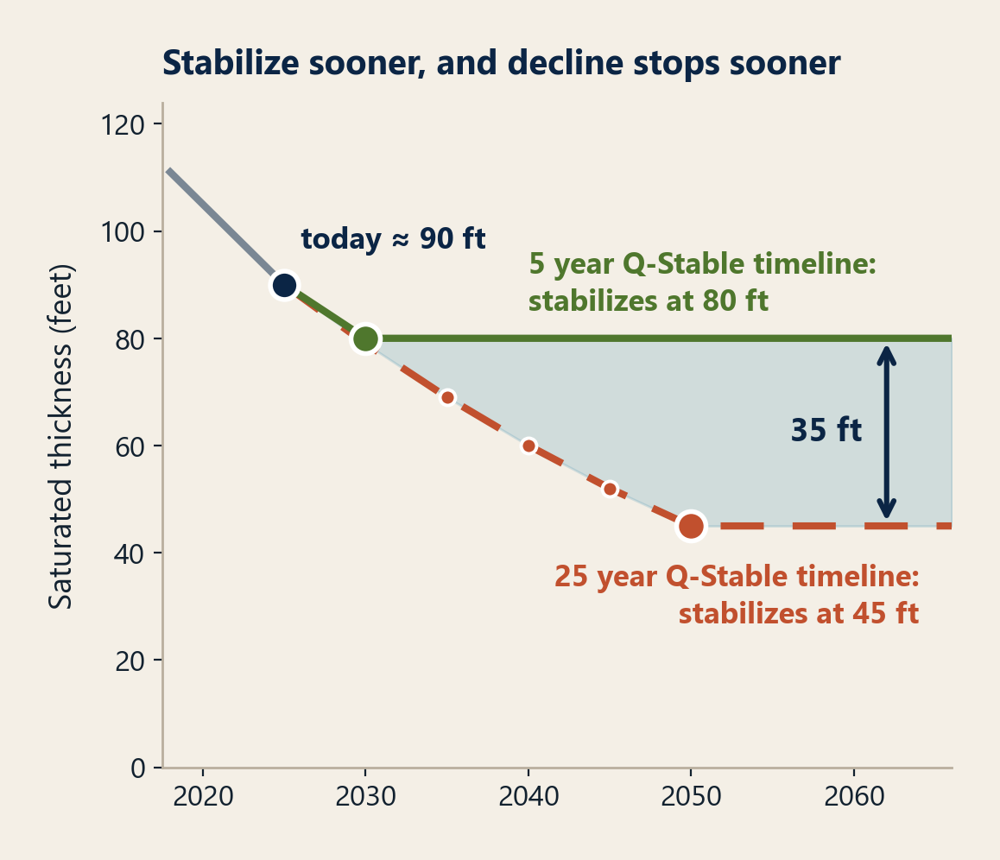 Stabilize sooner, and decline stops sooner
Saturated thickness (feet)
120
100
80
60
40
20
0
today ≈ 90 ft
5 year Q-Stable timeline:
stabilizes at 80 ft
35 ft
25 year Q-Stable timeline:
stabilizes at 45 ft
2020
2030
2040
2050
2060